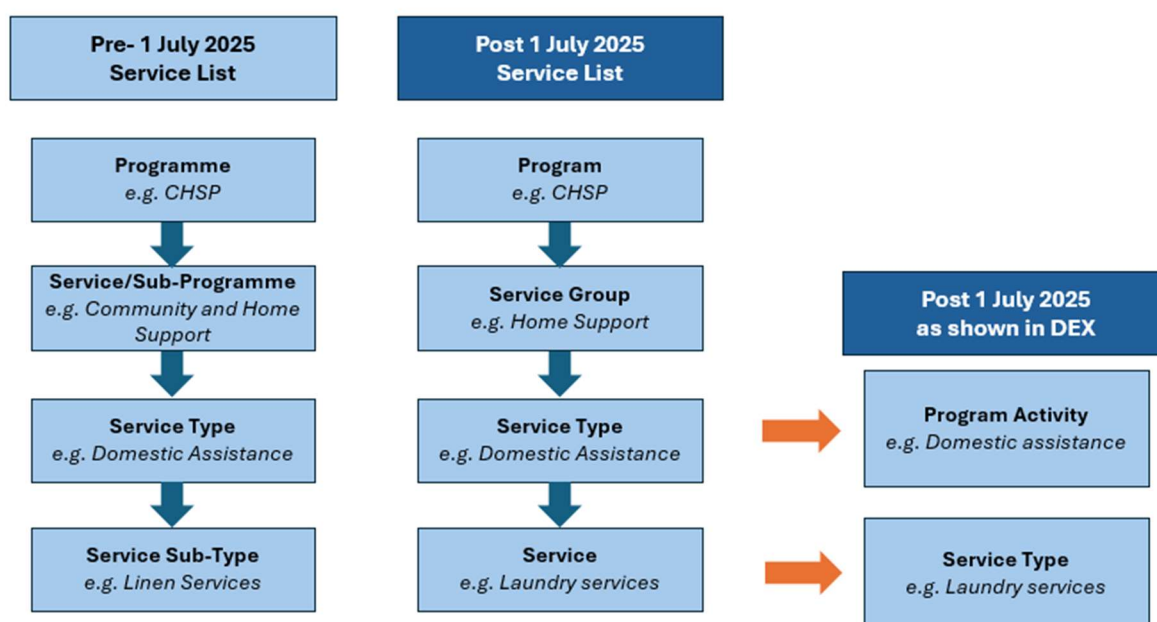 Pre- 1 July 2025
Service List
Programme
e.g. CHSP
Service/Sub-Programme
e.g. Community and Home
Support
Service Type
e.g. Domestic Assistance
Service Sub-Type
e.g. Linen Services
Post 1 July 2025
Service List
Program
e.g. CHSP
Service Group
e.g. Home Support
Service Type
e.g. Domestic Assistance
Service
e.g. Laundry services
Post 1 July 2025
as shown in DEX
Program Activity
e.g. Domestic assistance
Service Type
e.g. Laundry services